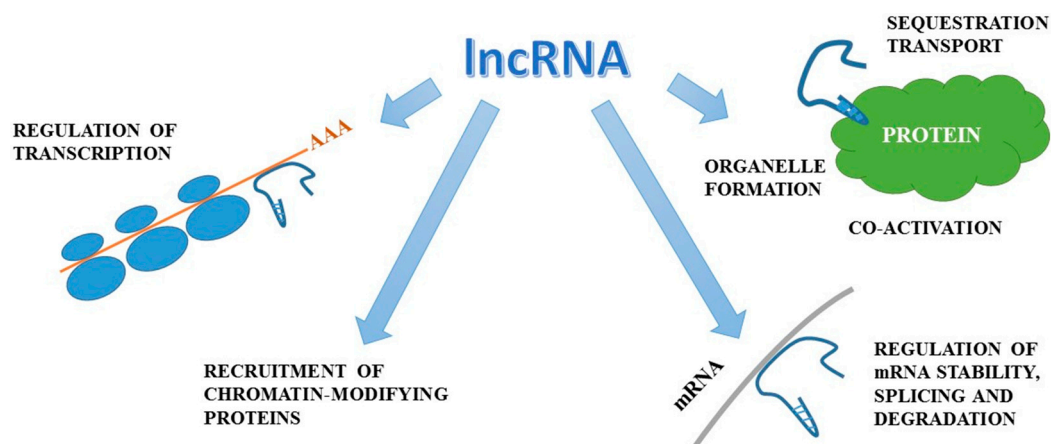 lncRNA
SEQUESTRATION
TRANSPORT
REGULATION OF
TRANSCRIPTION
AAA
PROTEIN
ORGANELLE
FORMATION
CO-ACTIVATION
RECRUITMENT OF
CHROMATIN-MODIFYING
PROTEINS
mRNA
REGULATION OF
mRNA STABILITY,
SPLICING AND
DEGRADATION